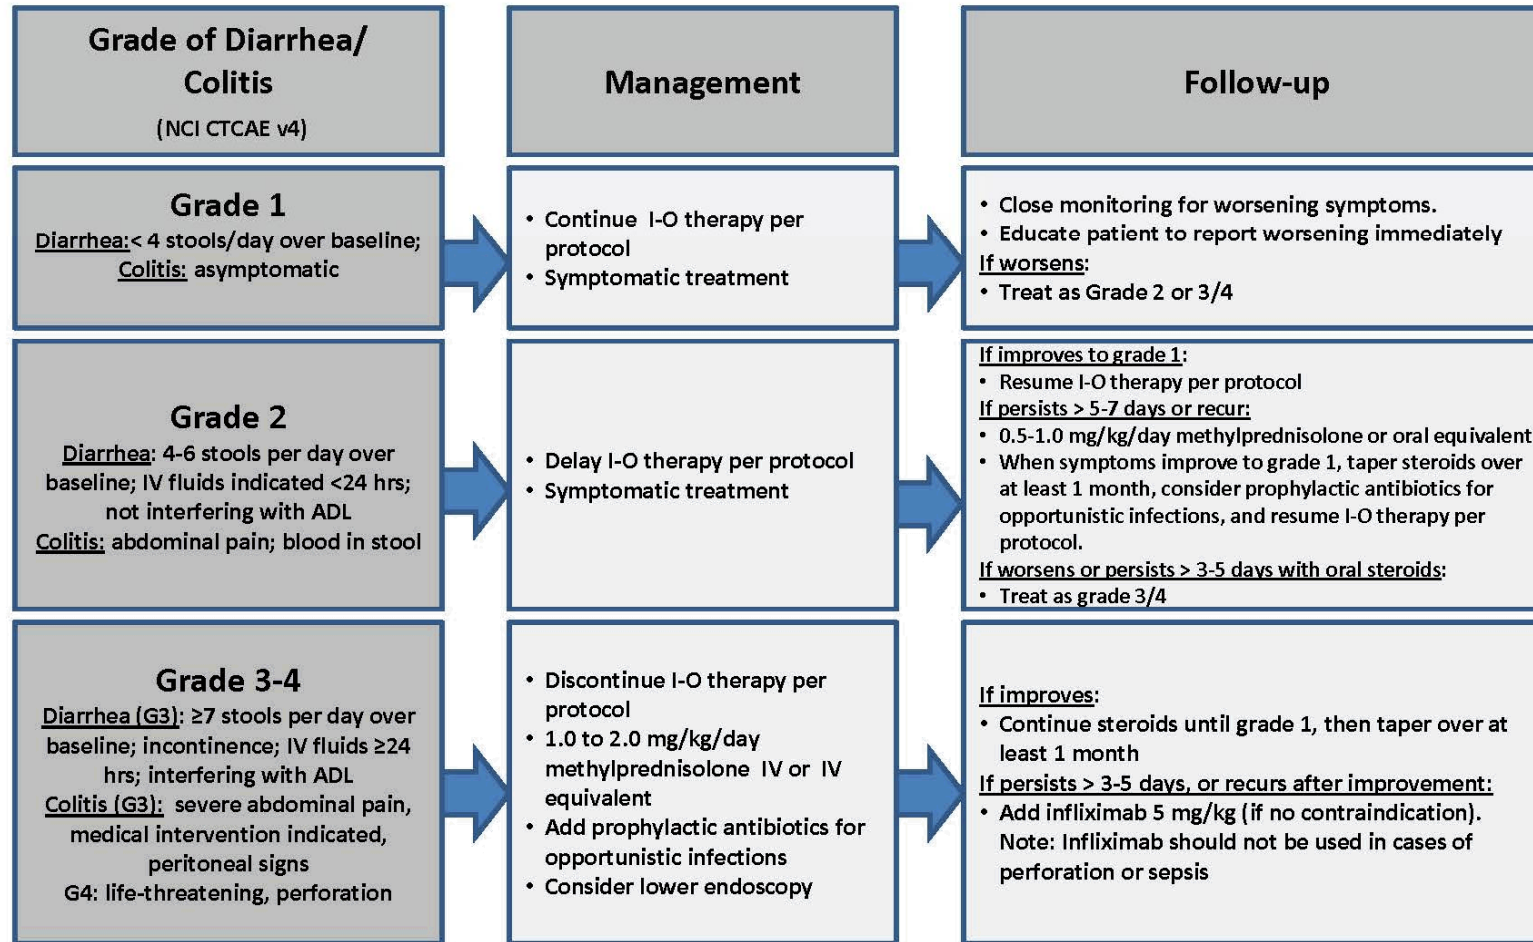 Grade of Diarrhea/
Colitis
(NCI CTCAE v4)
Management
Follow-up
Grade 1
Diarrhea:< 4 stools/day over baseline;
Colitis: asymptomatic
• Continue I-O therapy per
protocol
• Symptomatic treatment
• Close monitoring for worsening symptoms.
• Educate patient to report worsening immediately
If worsens:
• Treat as Grade 2 or 3/4
Grade 2
Diarrhea: 4-6 stools per day over
baseline; IV fluids indicated <24 hrs;
not interfering with ADL
Colitis: abdominal pain; blood in stool
• Delay I-O therapy per protocol
• Symptomatic treatment
If improves to grade 1:
• Resume I-O therapy per protocol
If persists > 5-7 days or recur:
• 0.5-1.0 mg/kg/day methylprednisolone or oral equivalent
• When symptoms improve to grade 1, taper steroids over
at least 1 month, consider prophylactic antibiotics for
opportunistic infections, and resume I-O therapy per
protocol.
If worsens or persists > 3-5 days with oral steroids:
• Treat as grade 3/4
Grade 3-4
Diarrhea (G3): ≥7 stools per day over
baseline; incontinence; IV fluids ≥24
hrs; interfering with ADL
Colitis (G3): severe abdominal pain,
medical intervention indicated,
peritoneal signs
G4: life-threatening, perforation
• Discontinue I-O therapy per
protocol
• 1.0 to 2.0 mg/kg/day
methylprednisolone IV or IV
equivalent
• Add prophylactic antibiotics for
opportunistic infections
• Consider lower endoscopy
If improves:
• Continue steroids until grade 1, then taper over at
least 1 month
If persists > 3-5 days, or recurs after improvement:
• Add infliximab 5 mg/kg (if no contraindication).
Note: Infliximab should not be used in cases of
perforation or sepsis